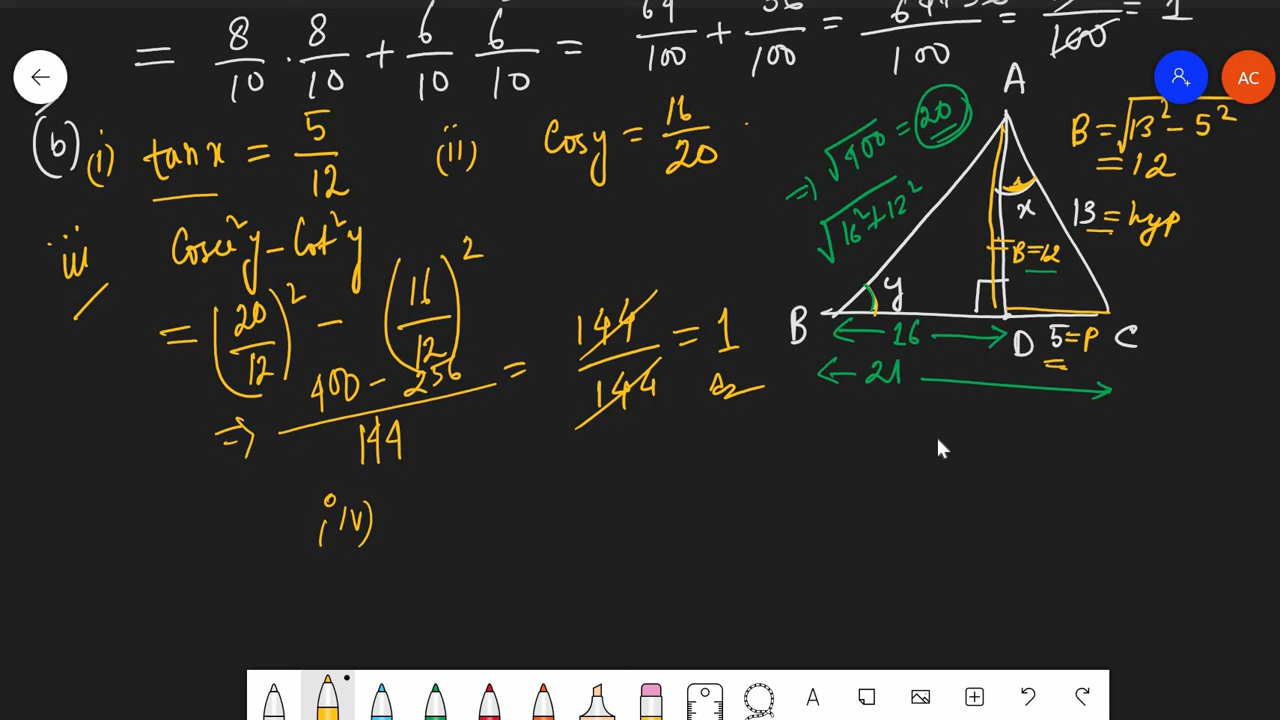 = 8/10 . 8/10 + 6/10 6/10 = 64/100 + 36/100 = /100 = /100 = 1
(b) (i) tan x = 5/12 (ii) Cos y = 16/20
iii Cosec²y - Cot²y
= (20/12)² - (16/12)²
⇒ 400 - 256/144 = 144/144 = 1
(iv)
A
B = √13² - 5²
= 12
⇒ √400 = 20
√16² + 12²
x
13 = hyp
B = 12
y
B
16
D
5 = P
C
21
AC
A